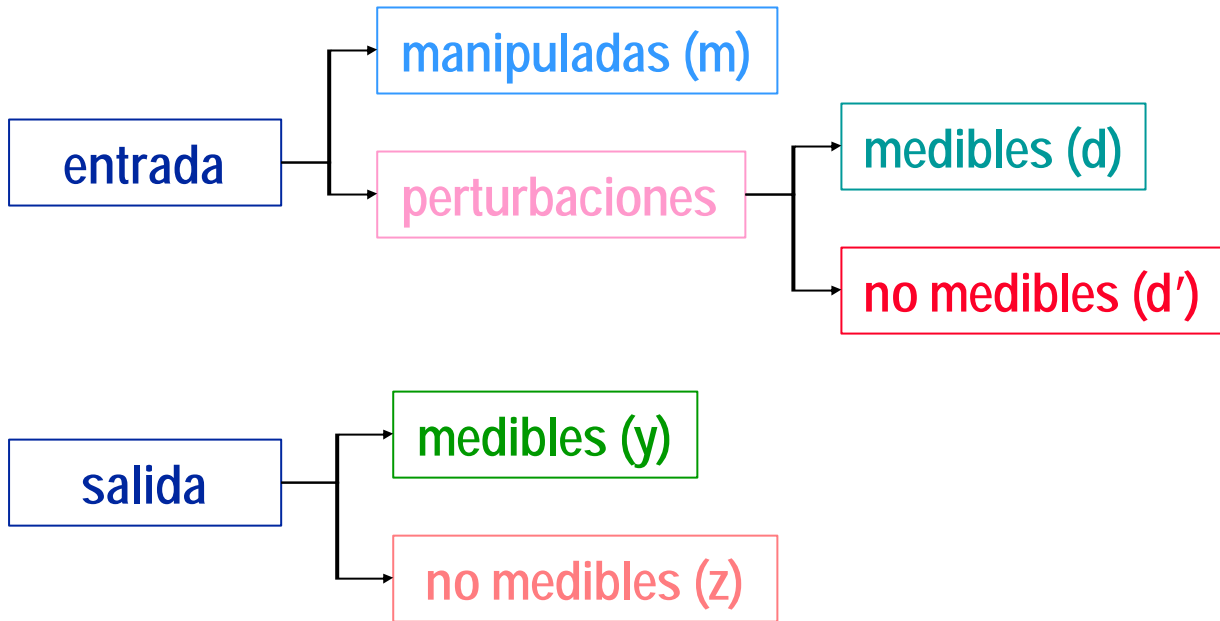 manipuladas (m)
entrada
perturbaciones
medibles (d)
no medibles (d')
salida
medibles (y)
no medibles (z)